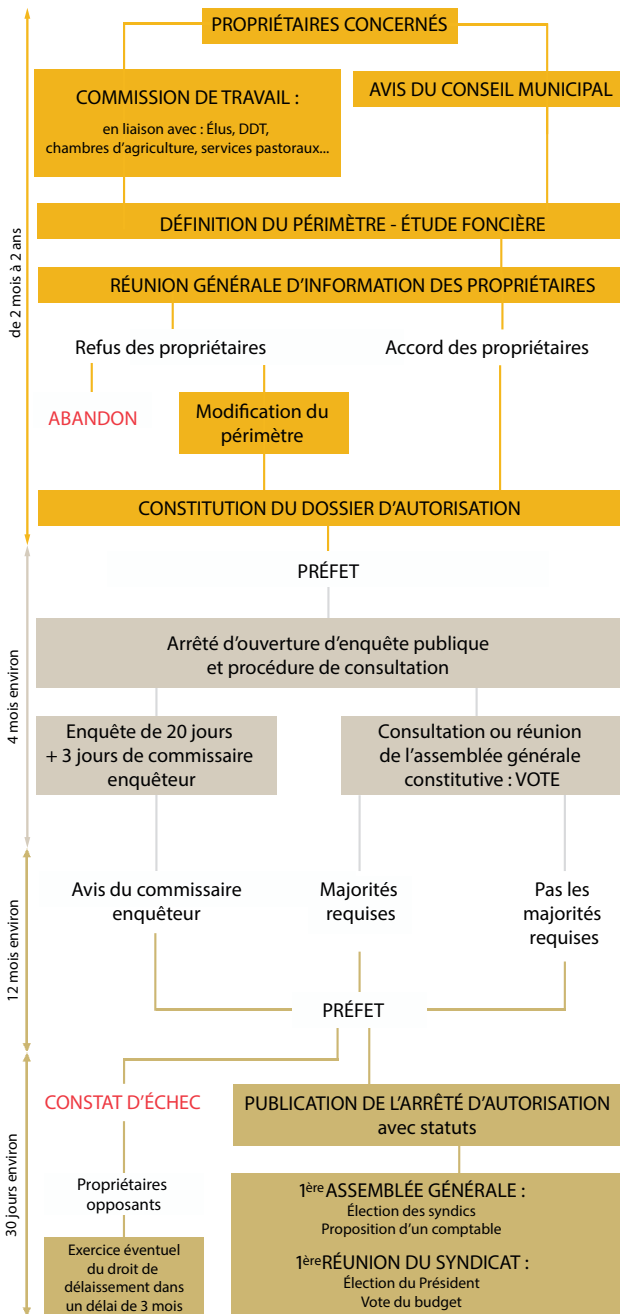 PROPRIÉTAIRES CONCERNÉS
COMMISSION DE TRAVAIL :
en liaison avec : Élus, DDT,
chambres d'agriculture, services pastoraux...
AVIS DU CONSEIL MUNICIPAL
DÉFINITION DU PÉRIMÈTRE - ÉTUDE FONCIÈRE
RÉUNION GÉNÉRALE D'INFORMATION DES PROPRIÉTAIRES
Refus des propriétaires
Accord des propriétaires
ABANDON
Modification du
périmètre
CONSTITUTION DU DOSSIER D'AUTORISATION
de 2 mois à 2 ans
PRÉFET
Arrêté d'ouverture d'enquête publique
et procédure de consultation
Enquête de 20 jours
+ 3 jours de commissaire
enquêteur
Consultation ou réunion
de l'assemblée générale
constitutive : VOTE
4 mois environ
Avis du commissaire
enquêteur
Majorités
requises
Pas les
majorités
requises
PRÉFET
12 mois environ
CONSTAT D'ÉCHEC
PUBLICATION DE L'ARRÊTÉ D'AUTORISATION
avec statuts
Propriétaires
opposants
Exercice éventuel
du droit de
délaissement dans
un délai de 3 mois
1ère ASSEMBLÉE GÉNÉRALE :
Élection des syndics
Proposition d'un comptable
1ère RÉUNION DU SYNDICAT :
Élection du Président
Vote du budget
30 jours environ